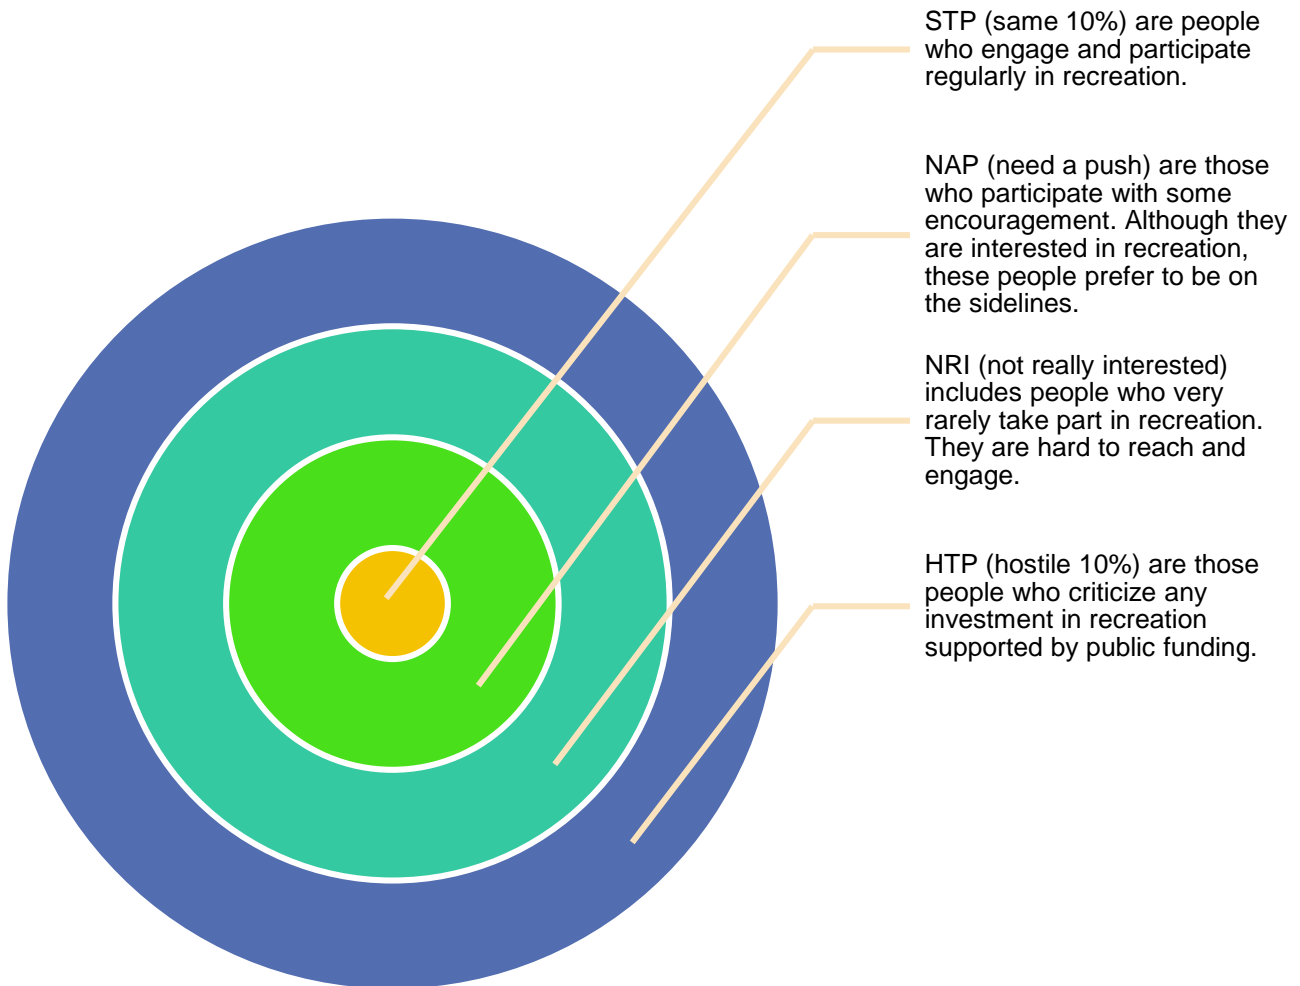 STP (same 10%) are people
who engage and participate
regularly in recreation.
NAP (need a push) are those
who participate with some
encouragement. Although they
are interested in recreation,
these people prefer to be on
the sidelines.
NRI (not really interested)
includes people who very
rarely take part in recreation.
They are hard to reach and
engage.
HTP (hostile 10%) are those
people who criticize any
investment in recreation
supported by public funding.